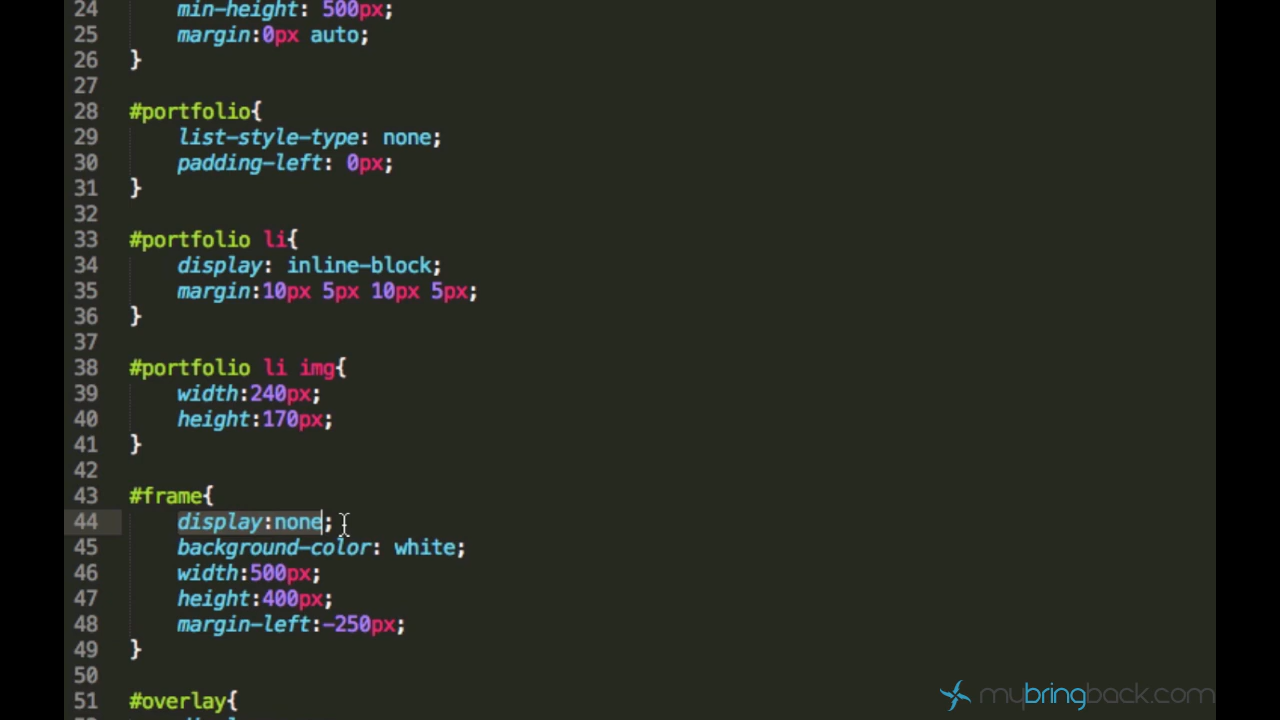 24 min-height: 500px;
25 margin:0px auto;
26 }
27
28 #portfolio{
29 list-style-type: none;
30 padding-left: 0px;
31 }
32
33 #portfolio li{
34 display: inline-block;
35 margin:10px 5px 10px 5px;
36 }
37
38 #portfolio li img{
39 width:240px;
40 height:170px;
41 }
42
43 #frame{
44 display:none;
45 background-color: white;
46 width:500px;
47 height:400px;
48 margin-left:-250px;
49 }
50
51 #overlay{
mybringback.com